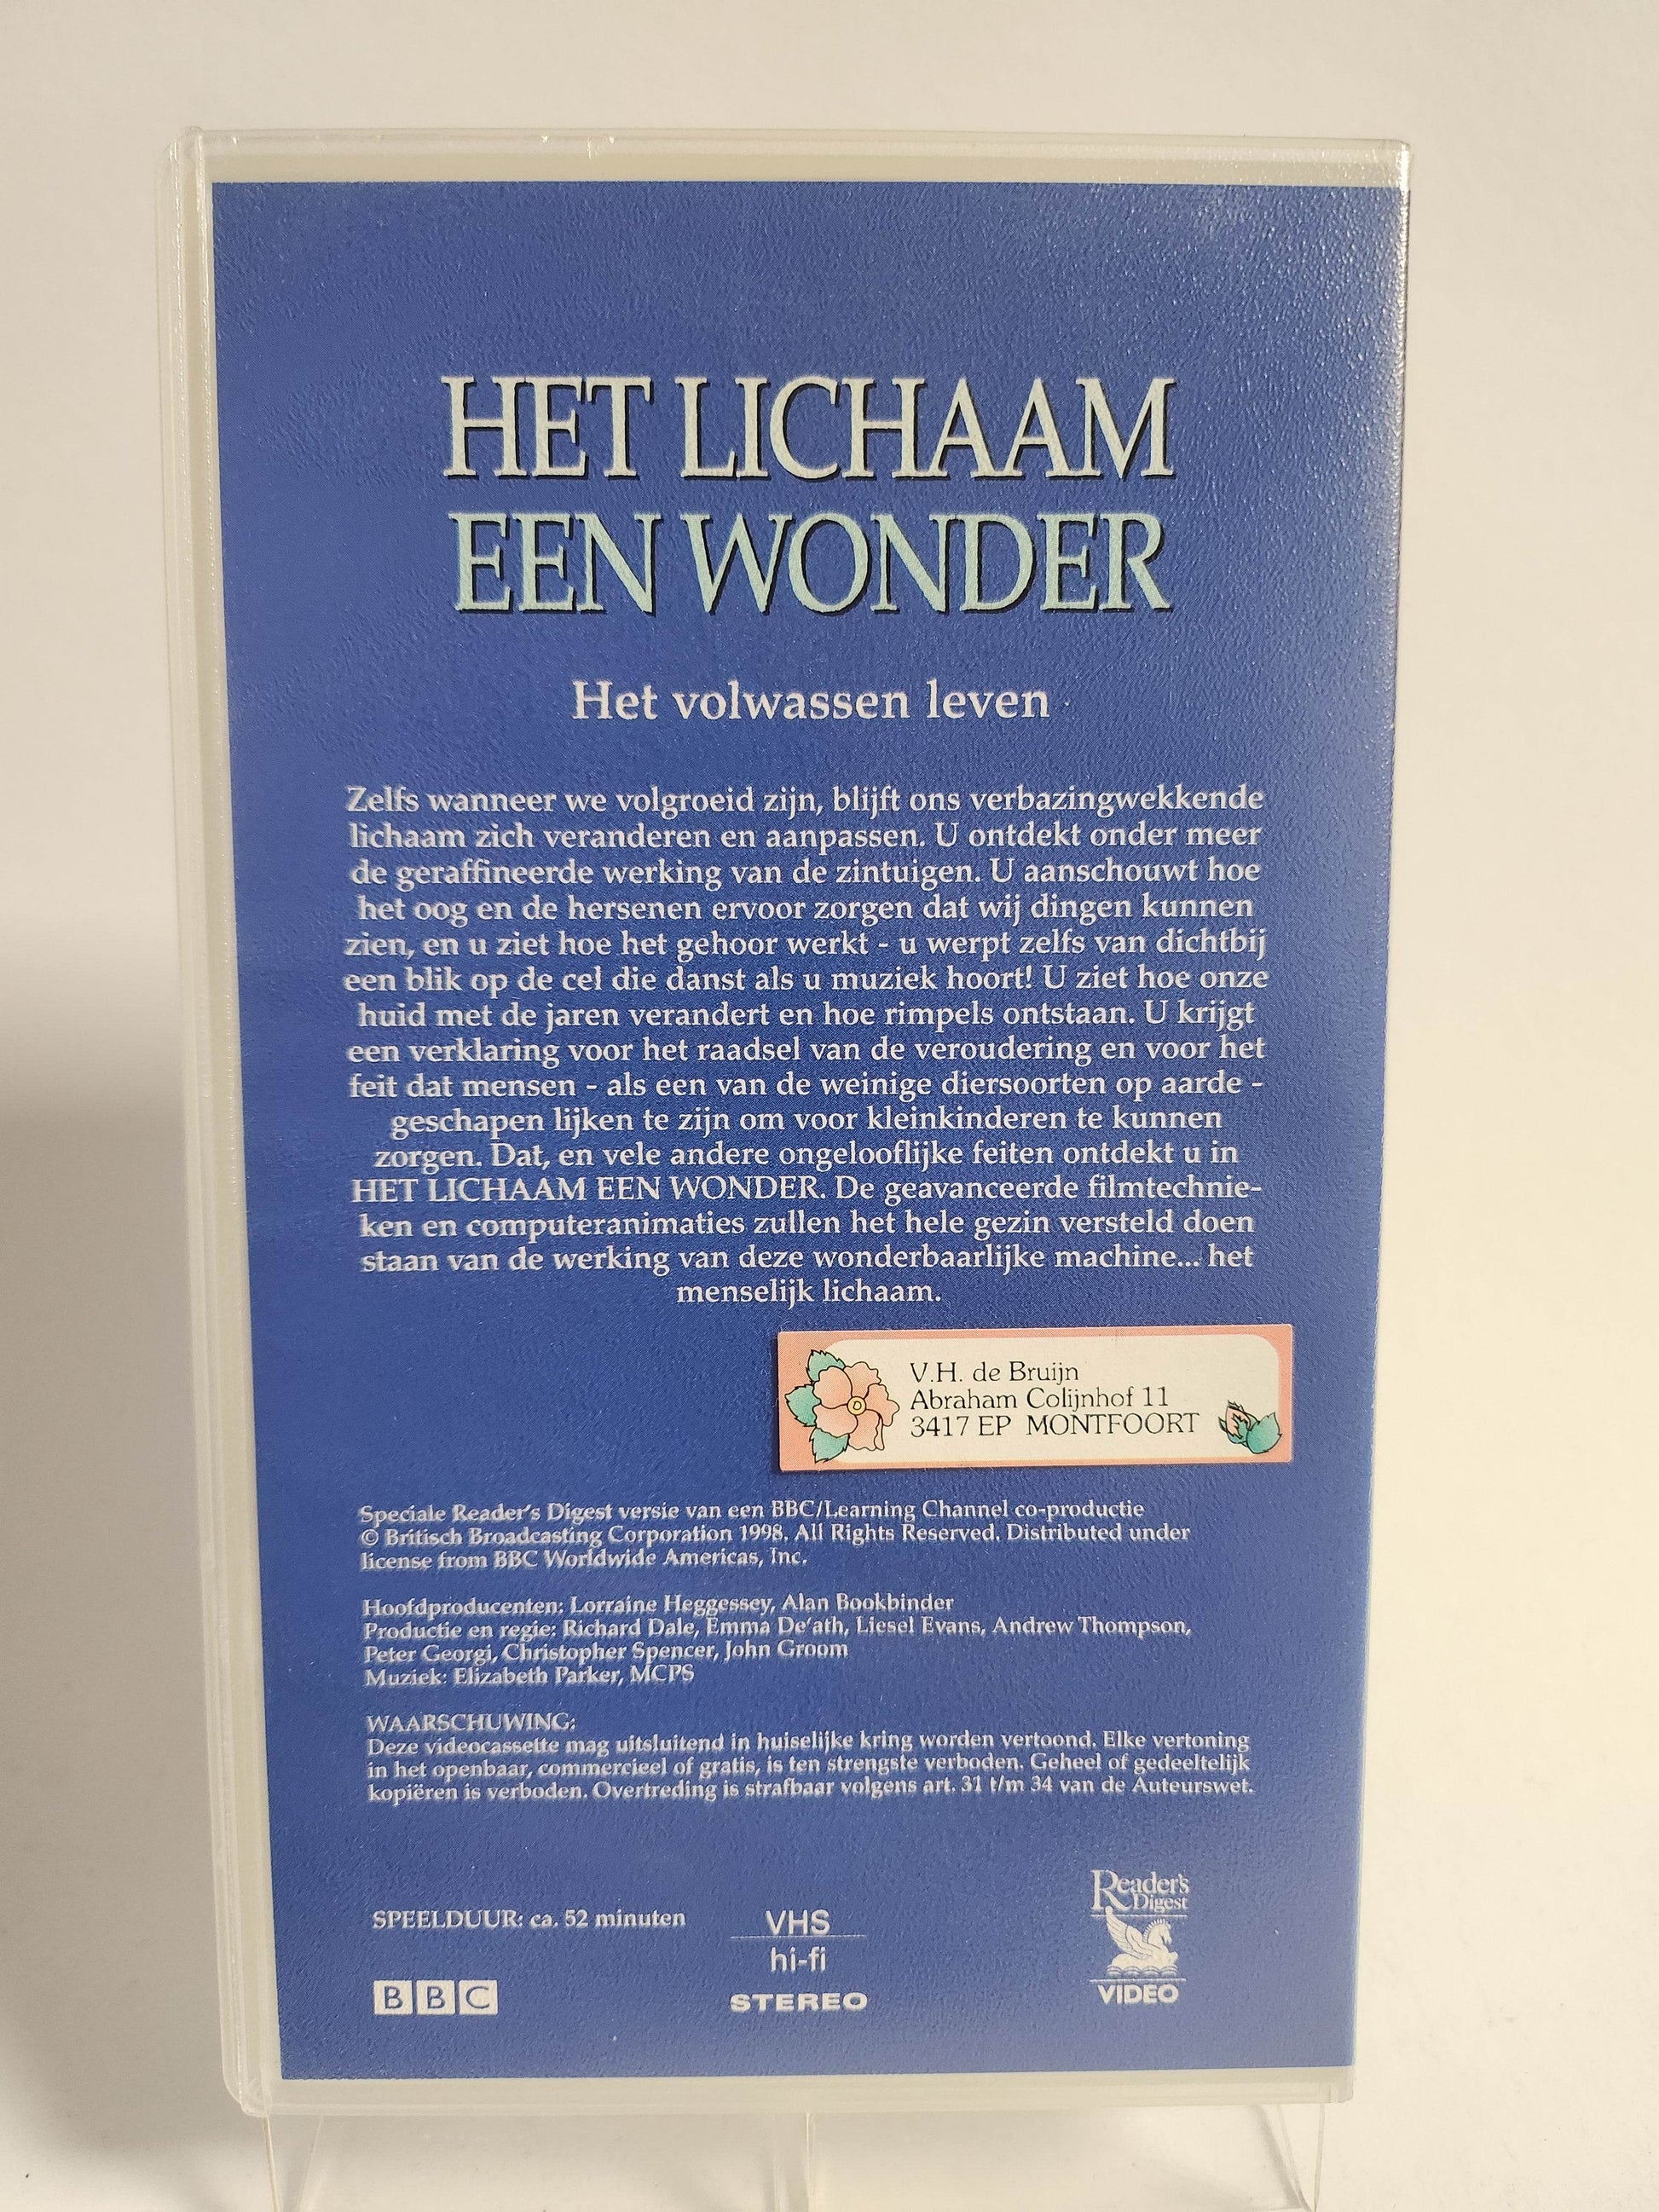 HET LICHAAM
EEN WONDER
Het volwassen leven
Zelfs wanneer we volgroeid zijn, blijft ons verbazingwekkende
lichaam zich veranderen en aanpassen. U ontdekt onder meer
de geraffineerde werking van de zintuigen. U aanschouwt hoe
het oog en de hersenen ervoor zorgen dat wij dingen kunnen
zien, en u ziet hoe het gehoor werkt - u werpt zelfs van dichtbij
een blik op de cel die danst als u muziek hoort! U ziet hoe onze
huid met de jaren verandert en hoe rimpels ontstaan. U krijgt
een verklaring voor het raadsel van de veroudering en voor het
feit dat mensen - als een van de weinige diersoorten op aarde -
geschapen lijken te zijn om voor kleinkinderen te kunnen
zorgen. Dat, en vele andere ongelooflijke feiten ontdekt u in
HET LICHAAM EEN WONDER. De geavanceerde filmtechnie-
ken en computeranimaties zullen het hele gezin versteld doen
staan van de werking van deze wonderbaarlijke machine... het
menselijk lichaam.
V.H. de Bruijn
Abraham Colijnhof 11
3417 EP MONTFOORT
Speciale Reader's Digest versie van een BBC/Learning Channel co-productie
© Britisch Broadcasting Corporation 1998. All Rights Reserved. Distributed under
license from BBC Worldwide Americas, Inc.
Hoofdproducenten: Lorraine Heggessey, Alan Bookbinder
Productie en regie: Richard Dale, Emma De'ath, Liesel Evans, Andrew Thompson,
Peter Georgi, Christopher Spencer, John Groom
Muziek: Elizabeth Parker, MCPS
WAARSCHUWING:
Deze videocassette mag uitsluitend in huiselijke kring worden vertoond. Elke vertoning
in het openbaar, commercieel of gratis, is ten strengste verboden. Geheel of gedeeltelijk
kopiëren is verboden. Overtreding is strafbaar volgens art. 31 t/m 34 van de Auteurswet.
SPEELDUUR: ca. 52 minuten
BBC
VHS
hi-fi
STEREO
Reader's
Digest
VIDEO